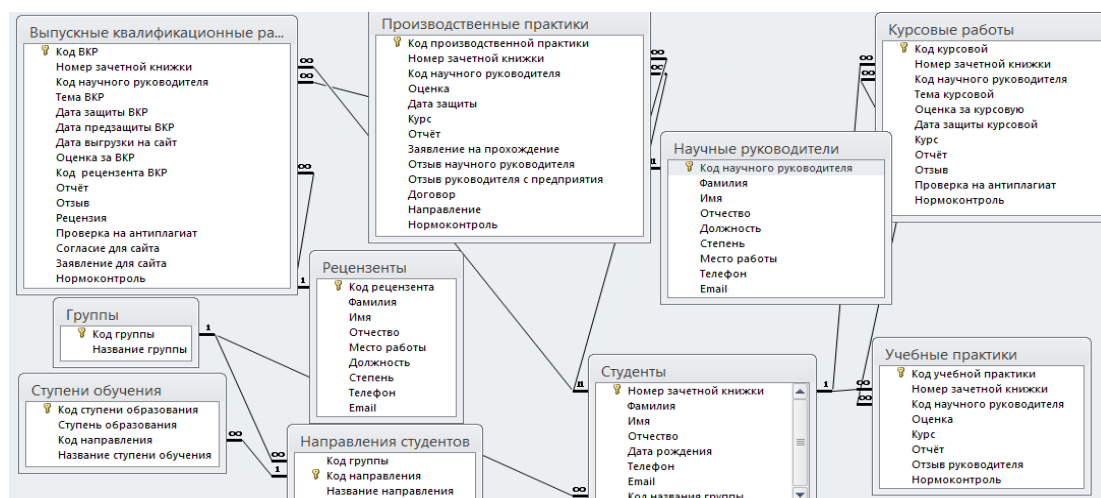 Выпускные квалификационные ра...
Код ВКР
Номер зачетной книжки
Код научного руководителя
Тема ВКР
Дата защиты ВКР
Дата предзащиты ВКР
Дата выгрузки на сайт
Оценка за ВКР
Код рецензента ВКР
Отчёт
Отзыв
Рецензия
Проверка на антиплагиат
Согласие для сайта
Заявление для сайта
Нормоконтроль
Производственные практики
Код производственной практики
Номер зачетной книжки
Код научного руководителя
Оценка
Дата защиты
Курс
Отчёт
Заявление на прохождение
Отзыв научного руководителя
Отзыв руководителя с предприятия
Договор
Направление
Нормоконтроль
Курсовые работы
Код курсовой
Номер зачетной книжки
Код научного руководителя
Тема курсовой
Оценка за курсовую
Дата защиты курсовой
Курс
Отчёт
Отзыв
Проверка на антиплагиат
Нормоконтроль
Научные руководители
Код научного руководителя
Фамилия
Имя
Отчество
Должность
Степень
Место работы
Телефон
Email
Рецензенты
Код рецензента
Фамилия
Имя
Отчество
Место работы
Должность
Степень
Телефон
Email
Группы
Код группы
Название группы
Ступени обучения
Код ступени образования
Ступень образования
Код направления
Название ступени обучения
Направления студентов
Код группы
Код направления
Название направления
Студенты
Номер зачетной книжки
Фамилия
Имя
Отчество
Дата рождения
Телефон
Email
Код названия группы
Учебные практики
Код учебной практики
Номер зачетной книжки
Код научного руководителя
Оценка
Курс
Отчёт
Отзыв руководителя
Нормоконтроль
∞
∞
∞
1
∞
∞
1
∞
∞
1
∞
∞
1
1
1
∞
∞
∞